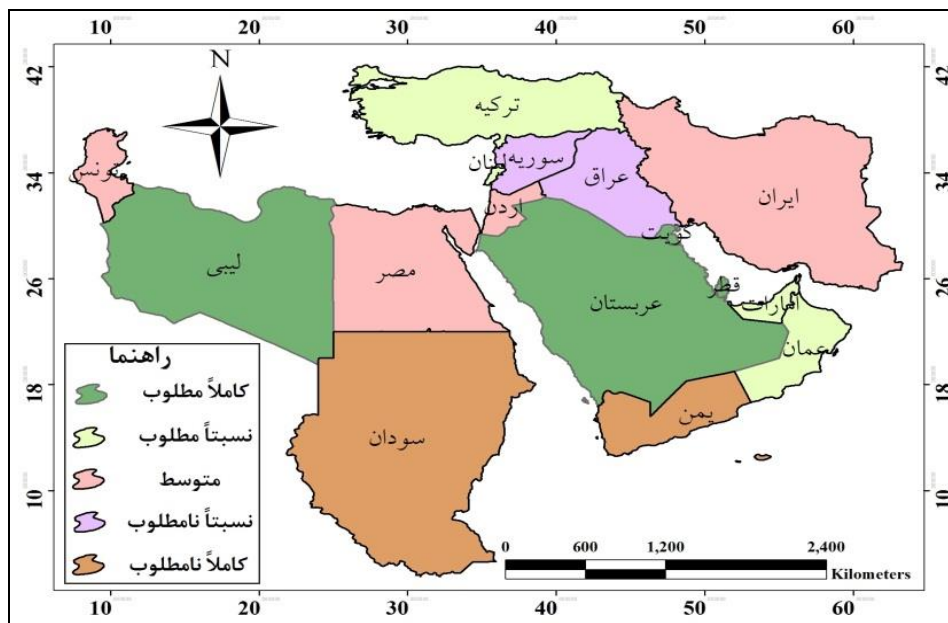 10 20 30 40 50 60
42 42
34 34
26 26
18 18
10 10
N
ترکیه
تونس
لبنان
سوریه
عراق
ایران
اردن
کویت
لیبی
مصر
عربستان
قطر
امارات
عمان
یمن
سودان
راهنما
کاملاً مطلوب
نسبتاً مطلوب
متوسط
نسبتاً نامطلوب
کاملاً نامطلوب
0 600 1,200 2,400
Kilometers
10 20 30 40 50 60